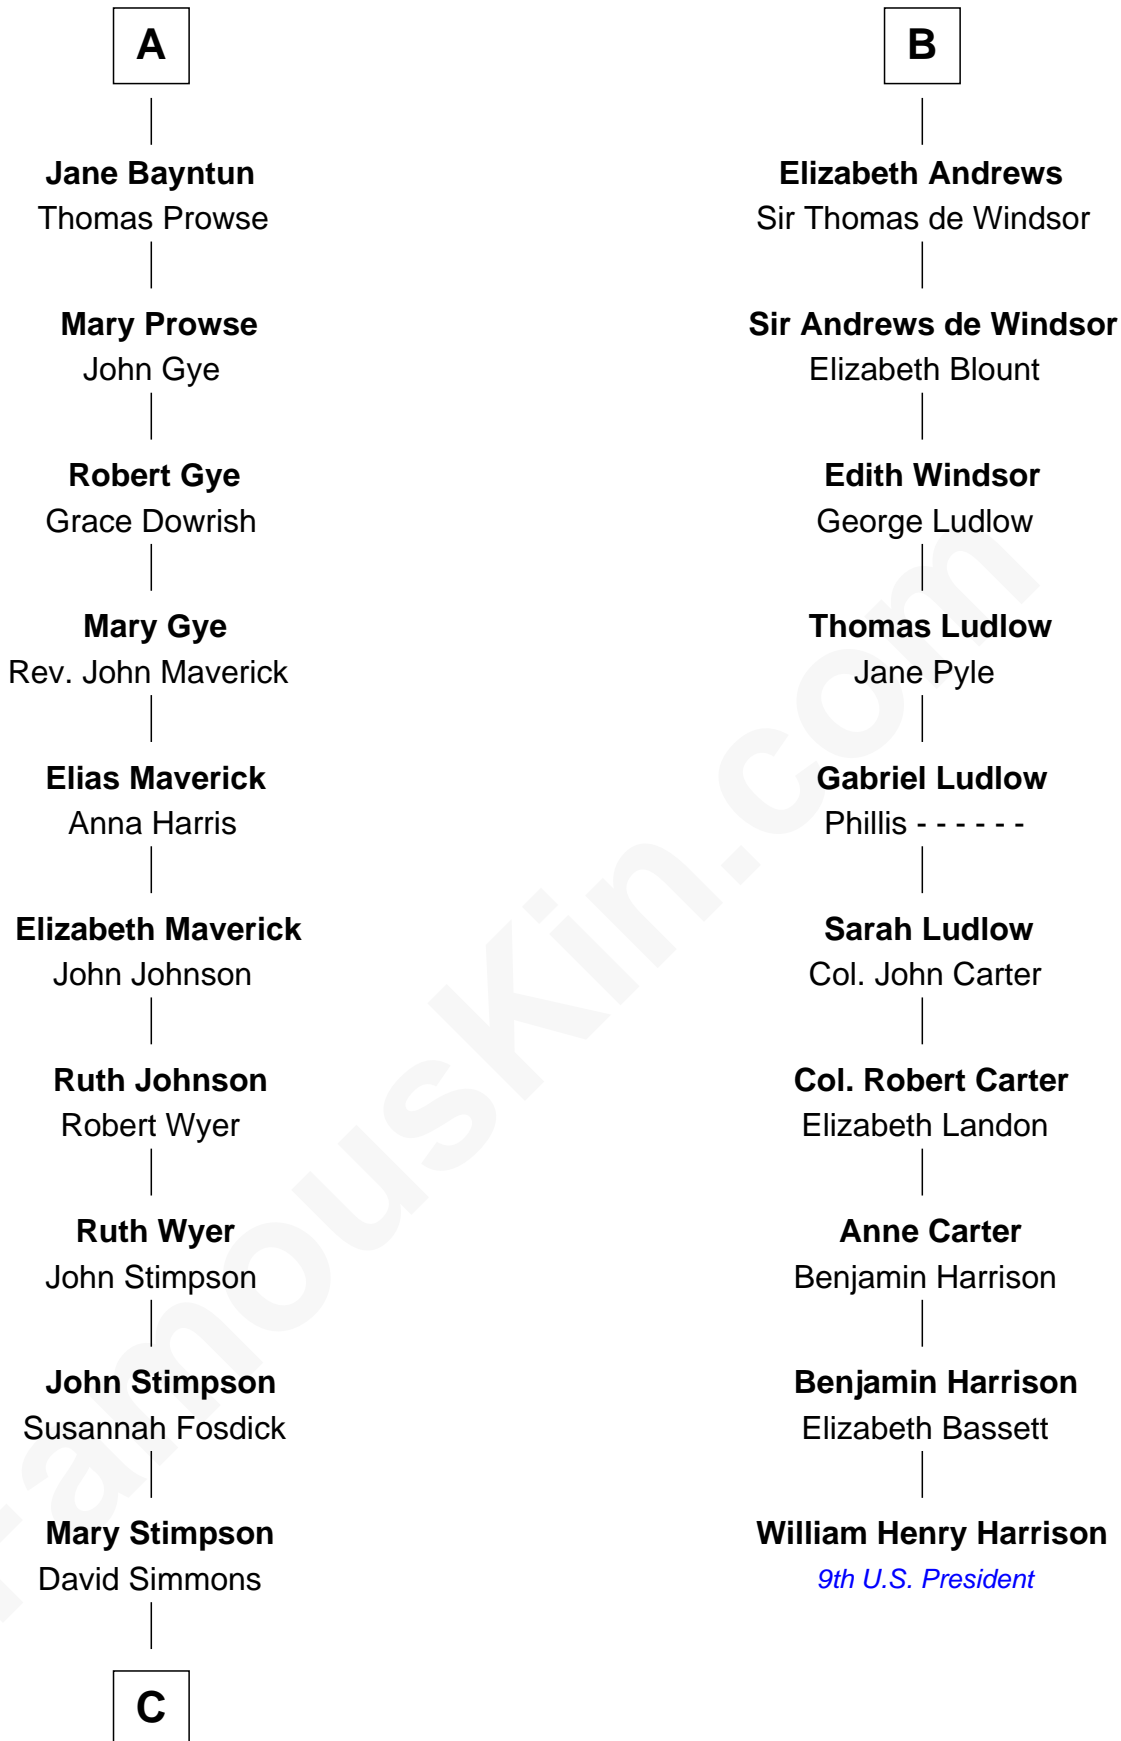 A
Jane Bayntun
Thomas Prowse
Mary Prowse
John Gye
Robert Gye
Grace Dowrish
Mary Gye
Rev. John Maverick
Elias Maverick
Anna Harris
Elizabeth Maverick
John Johnson
Ruth Johnson
Robert Wyer
Ruth Wyer
John Stimpson
John Stimpson
Susannah Fosdick
Mary Stimpson
David Simmons
C
B
Elizabeth Andrews
Sir Thomas de Windsor
Sir Andrews de Windsor
Elizabeth Blount
Edith Windsor
George Ludlow
Thomas Ludlow
Jane Pyle
Gabriel Ludlow
Phillis - - - - - -
Sarah Ludlow
Col. John Carter
Col. Robert Carter
Elizabeth Landon
Anne Carter
Benjamin Harrison
Benjamin Harrison
Elizabeth Bassett
William Henry Harrison
9th U.S. President
FamousKin.com